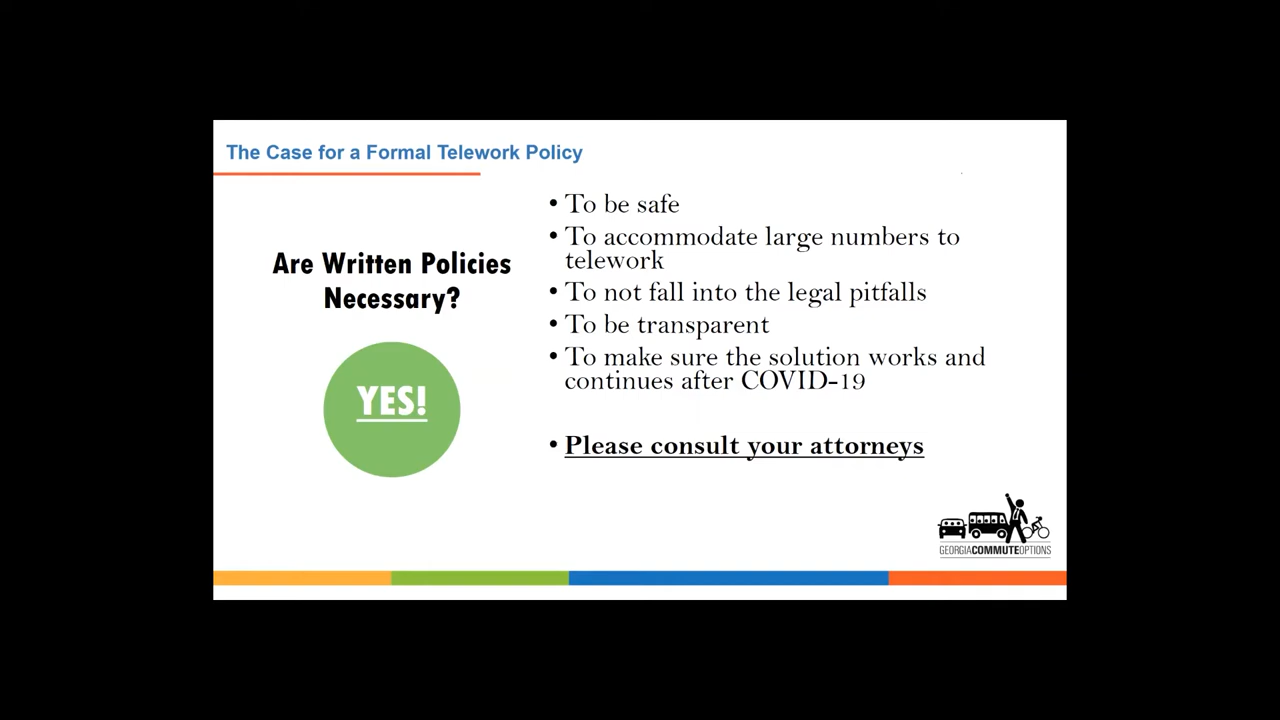 The Case for a Formal Telework Policy
Are Written Policies
Necessary?
YES!
• To be safe
• To accommodate large numbers to
telework
• To not fall into the legal pitfalls
• To be transparent
• To make sure the solution works and
continues after COVID-19
• Please consult your attorneys
GEORGIACOMMUTEOPTIONS